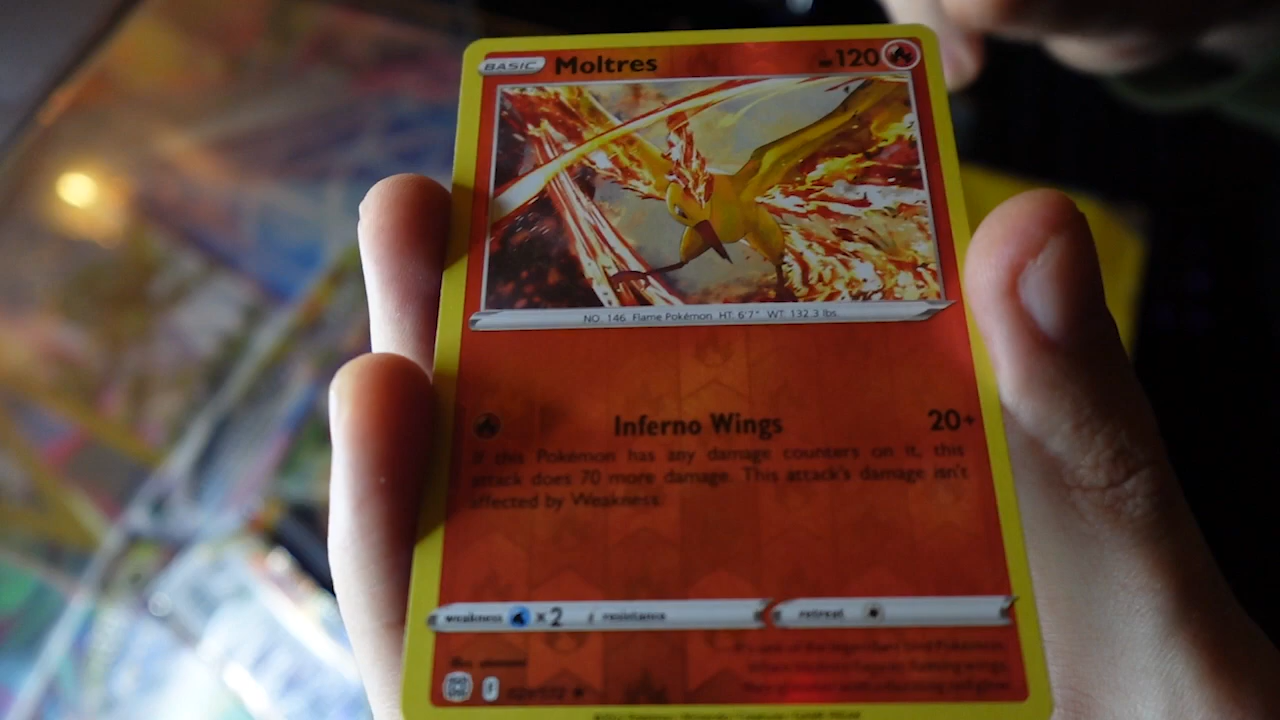 BASIC Moltres HP 120
NO. 146 Flame Pokémon HT: 6'7" WT: 132.3 lbs.
Inferno Wings 20+
If this Pokémon has any damage counters on it, this
attack does 70 more damage. This attack's damage isn't
affected by Weakness.
weakness ×2 resistance retreat